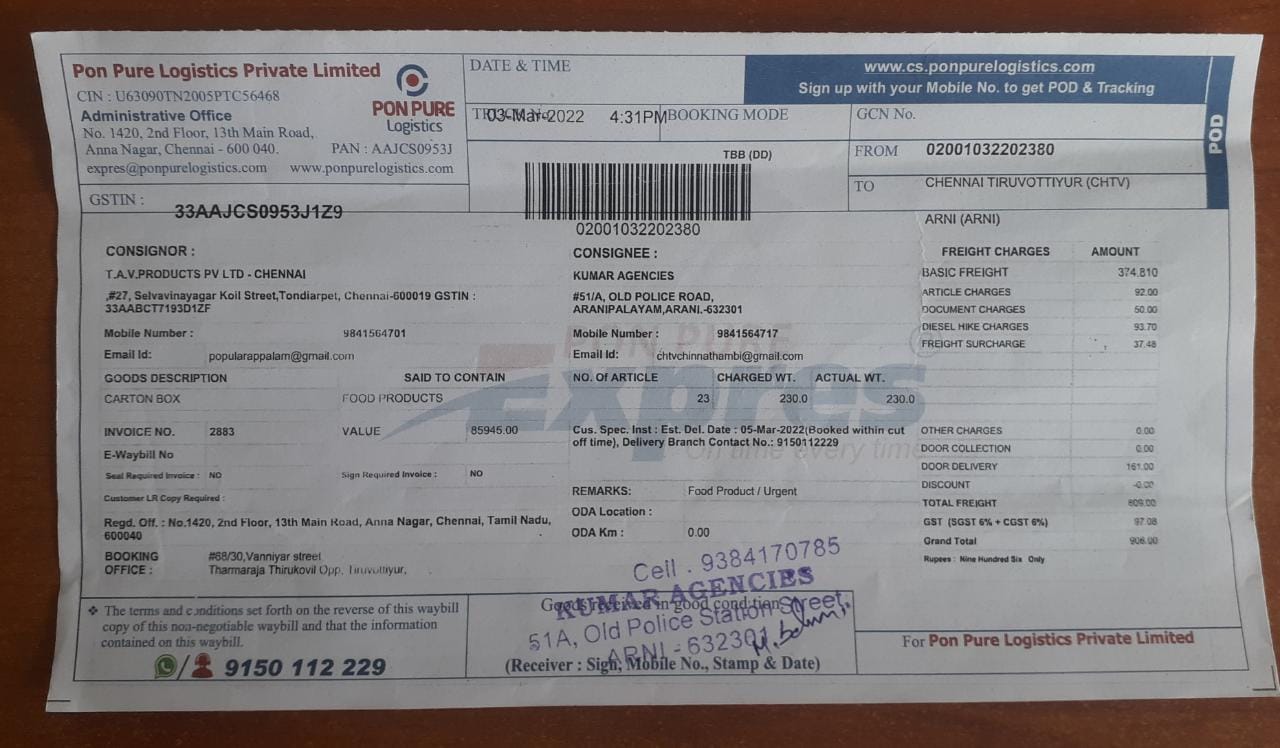 Pon Pure Logistics Private Limited
CIN : U63090TN2005PTC56468
Administrative Office
No. 1420, 2nd Floor, 13th Main Road,
Anna Nagar, Chennai - 600 040. PAN : AAJCS0953J
expres@ponpurelogistics.com www.ponpurelogistics.com
PON PURE
Logistics
GSTIN :
33AAJCS0953J1Z9
DATE & TIME
03-Mar-2022 4:31PM
BOOKING MODE
TBB (DD)
02001032202380
www.cs.ponpurelogistics.com
Sign up with your Mobile No. to get POD & Tracking
POD
GCN No.
FROM 02001032202380
TO CHENNAI TIRUVOTTIYUR (CHTV)
ARNI (ARNI)
CONSIGNOR :
T.A.V.PRODUCTS PV LTD - CHENNAI
,#27, Selvavinayagar Koil Street,Tondiarpet, Chennai-600019 GSTIN :
33AABCT7193D1ZF
Mobile Number : 9841564701
Email Id: popularappalam@gmail.com
CONSIGNEE :
KUMAR AGENCIES
#51/A, OLD POLICE ROAD,
ARANIPALAYAM,ARANI.-632301
Mobile Number : 9841564717
Email Id: chtvchinnathambi@gmail.com
GOODS DESCRIPTION SAID TO CONTAIN NO. Of ARTICLE CHARGED WT. ACTUAL WT.
CARTON BOX FOOD PRODUCTS 23 230.0 230.0
INVOICE NO. 2883 VALUE 85945.00
E-Waybill No
Seal Required Invoice : NO Sign Required Invoice : NO
Customer LR Copy Required :
Regd. Off. : No.1420, 2nd Floor, 13th Main Road, Anna Nagar, Chennai, Tamil Nadu,
600040
BOOKING #68/30,Vanniyar street
OFFICE : Tharmaraja Thirukovil Opp, Tiruvottiyur,
Cus. Spec. Inst : Est. Del. Date : 05-Mar-2022(Booked within cut
off time), Delivery Branch Contact No.: 9150112229
REMARKS: Food Product / Urgent
ODA Location :
ODA Km : 0.00
PON PURE
Expres
On time every time
FREIGHT CHARGES AMOUNT
BASIC FREIGHT 374.810
ARTICLE CHARGES 92.00
DOCUMENT CHARGES 50.00
DIESEL HIKE CHARGES 93.70
FREIGHT SURCHARGE 37.48
OTHER CHARGES 0.00
DOOR COLLECTION 0.00
DOOR DELIVERY 161.00
DISCOUNT -0.00
TOTAL FREIGHT 809.00
GST (SGST 6% + CGST 6%) 97.08
Grand Total 906.00
Rupees : Nine Hundred Six Only
❖ The terms and conditions set forth on the reverse of this waybill
copy of this non-negotiable waybill and that the information
contained on this waybill.
9150 112 229
Cell . 9384170785
KUMAR AGENCIES
51A, Old Police Station Street,
ARNI - 632301
Goods received in good condition
(Receiver : Sign, Mobile No., Stamp & Date)
For Pon Pure Logistics Private Limited